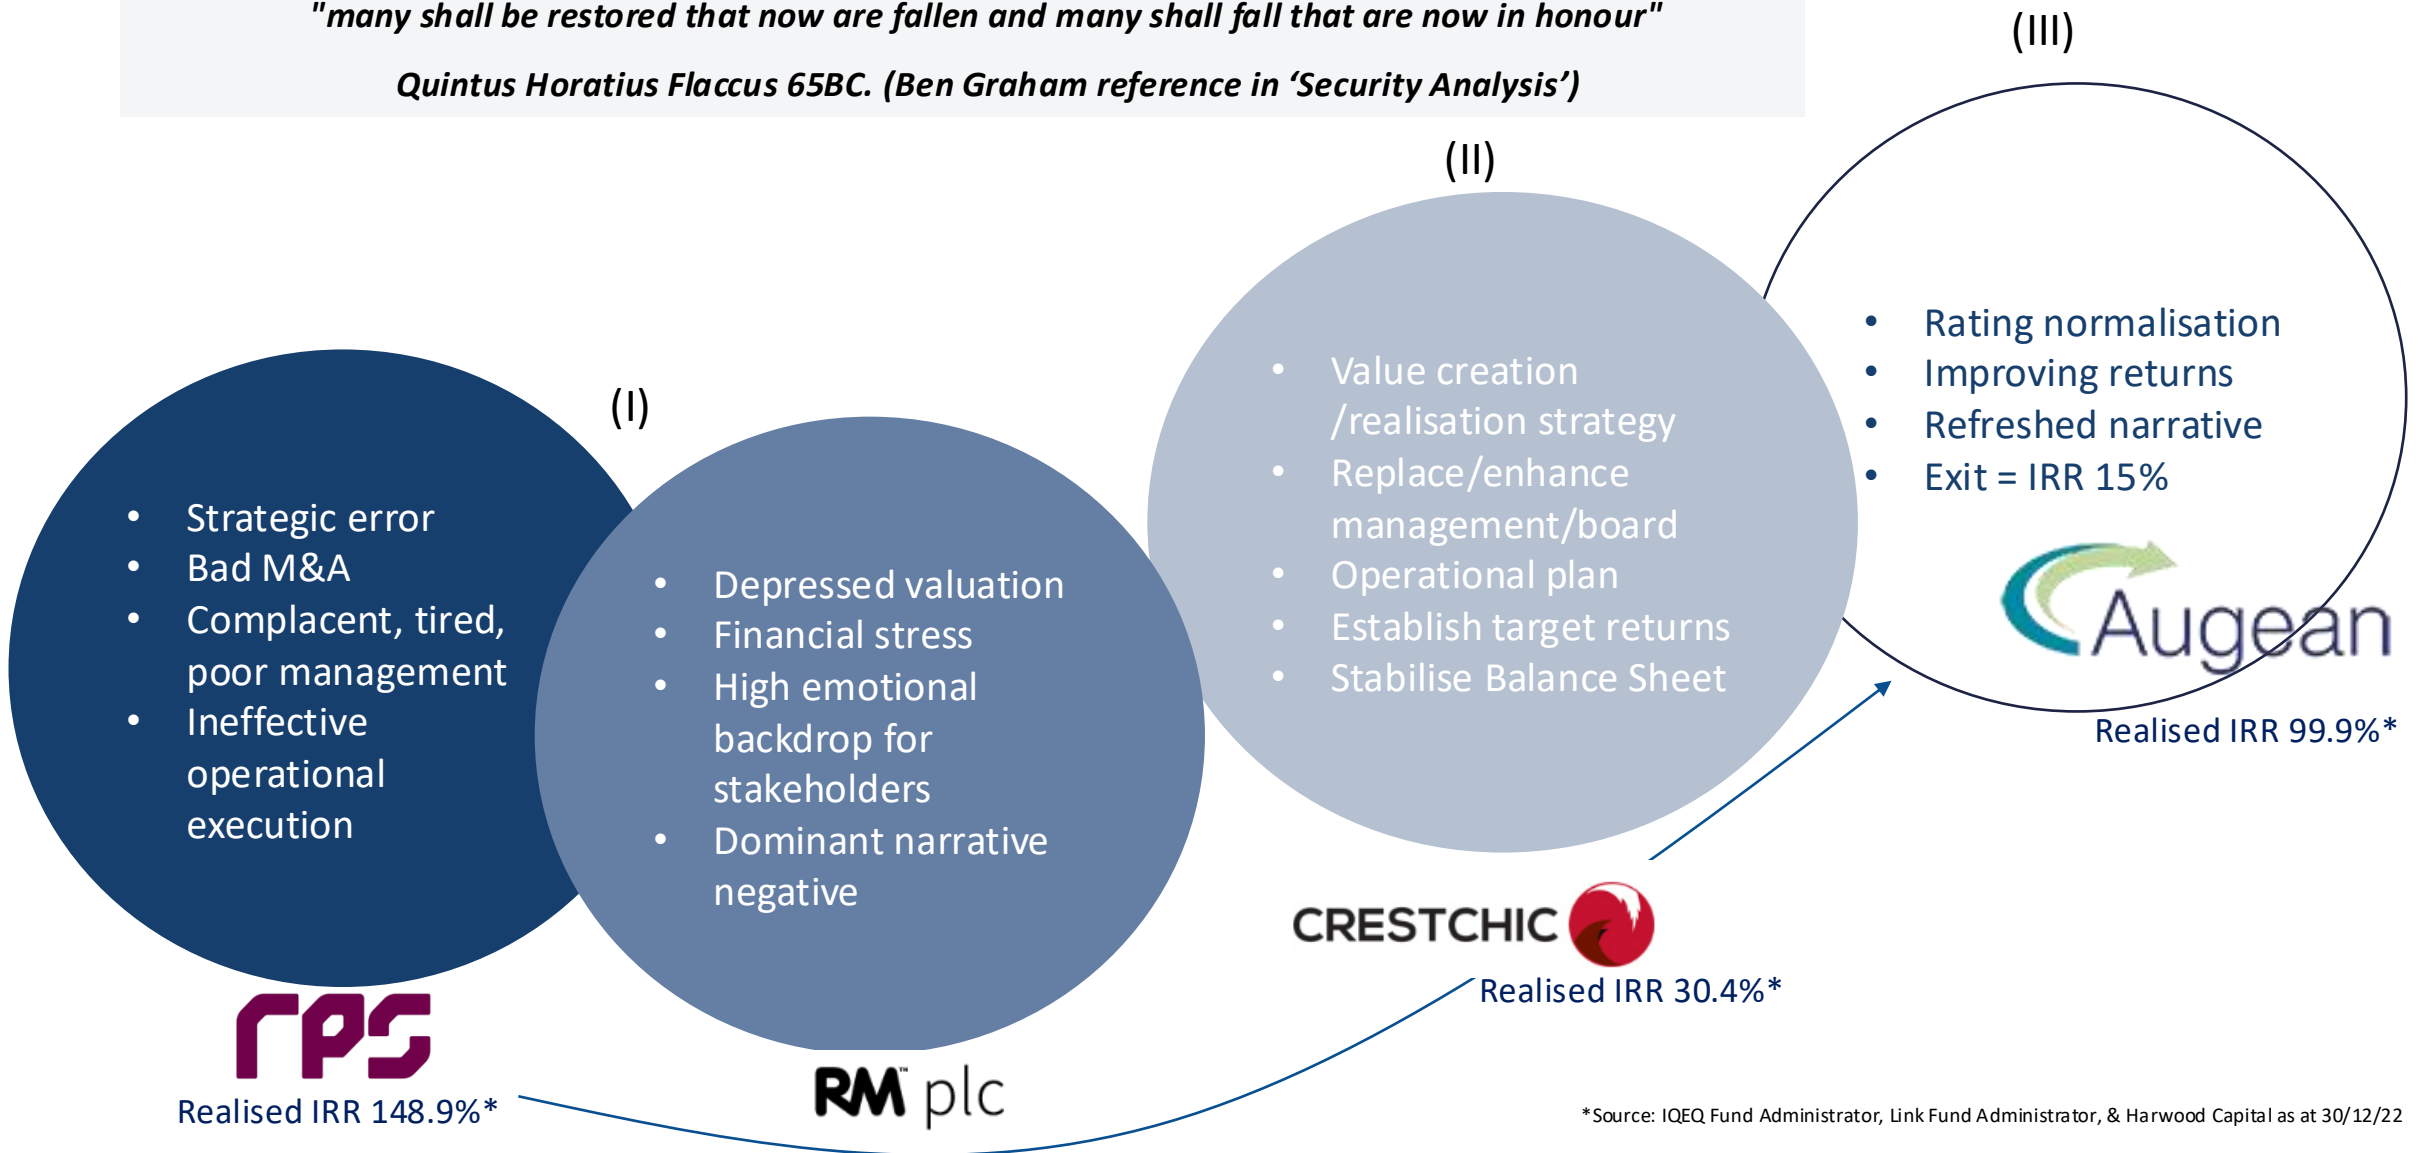 "many shall be restored that now are fallen and many shall fall that are now in honour"
Quintus Horatius Flaccus 65BC. (Ben Graham reference in ‘Security Analysis’)
(I)
• Strategic error
• Bad M&A
• Complacent, tired,
poor management
• Ineffective
operational
execution
rps
Realised IRR 148.9%*
• Depressed valuation
• Financial stress
• High emotional
backdrop for
stakeholders
• Dominant narrative
negative
RM™ plc
(II)
• Value creation
/realisation strategy
• Replace/enhance
management/board
• Operational plan
• Establish target returns
• Stabilise Balance Sheet
CRESTCHIC
Realised IRR 30.4%*
(III)
• Rating normalisation
• Improving returns
• Refreshed narrative
• Exit = IRR 15%
Augean
Realised IRR 99.9%*
*Source: IQEQ Fund Administrator, Link Fund Administrator, & Harwood Capital as at 30/12/22